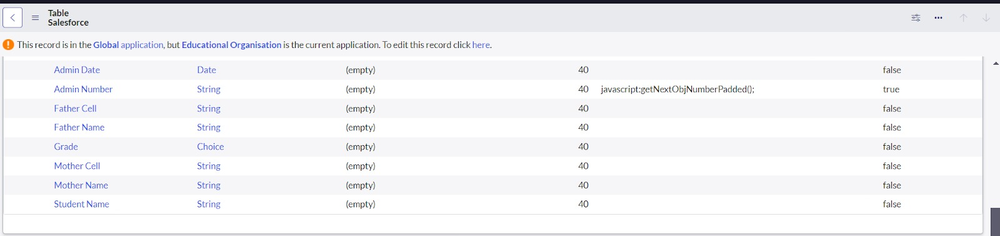 Table
Salesforce
This record is in the Global application, but Educational Organisation is the current application. To edit this record click here.
Admin Date Date (empty) 40 false
Admin Number String (empty) 40 javascript:getNextObjNumberPadded(); true
Father Cell String (empty) 40 false
Father Name String (empty) 40 false
Grade Choice (empty) 40 false
Mother Cell String (empty) 40 false
Mother Name String (empty) 40 false
Student Name String (empty) 40 false